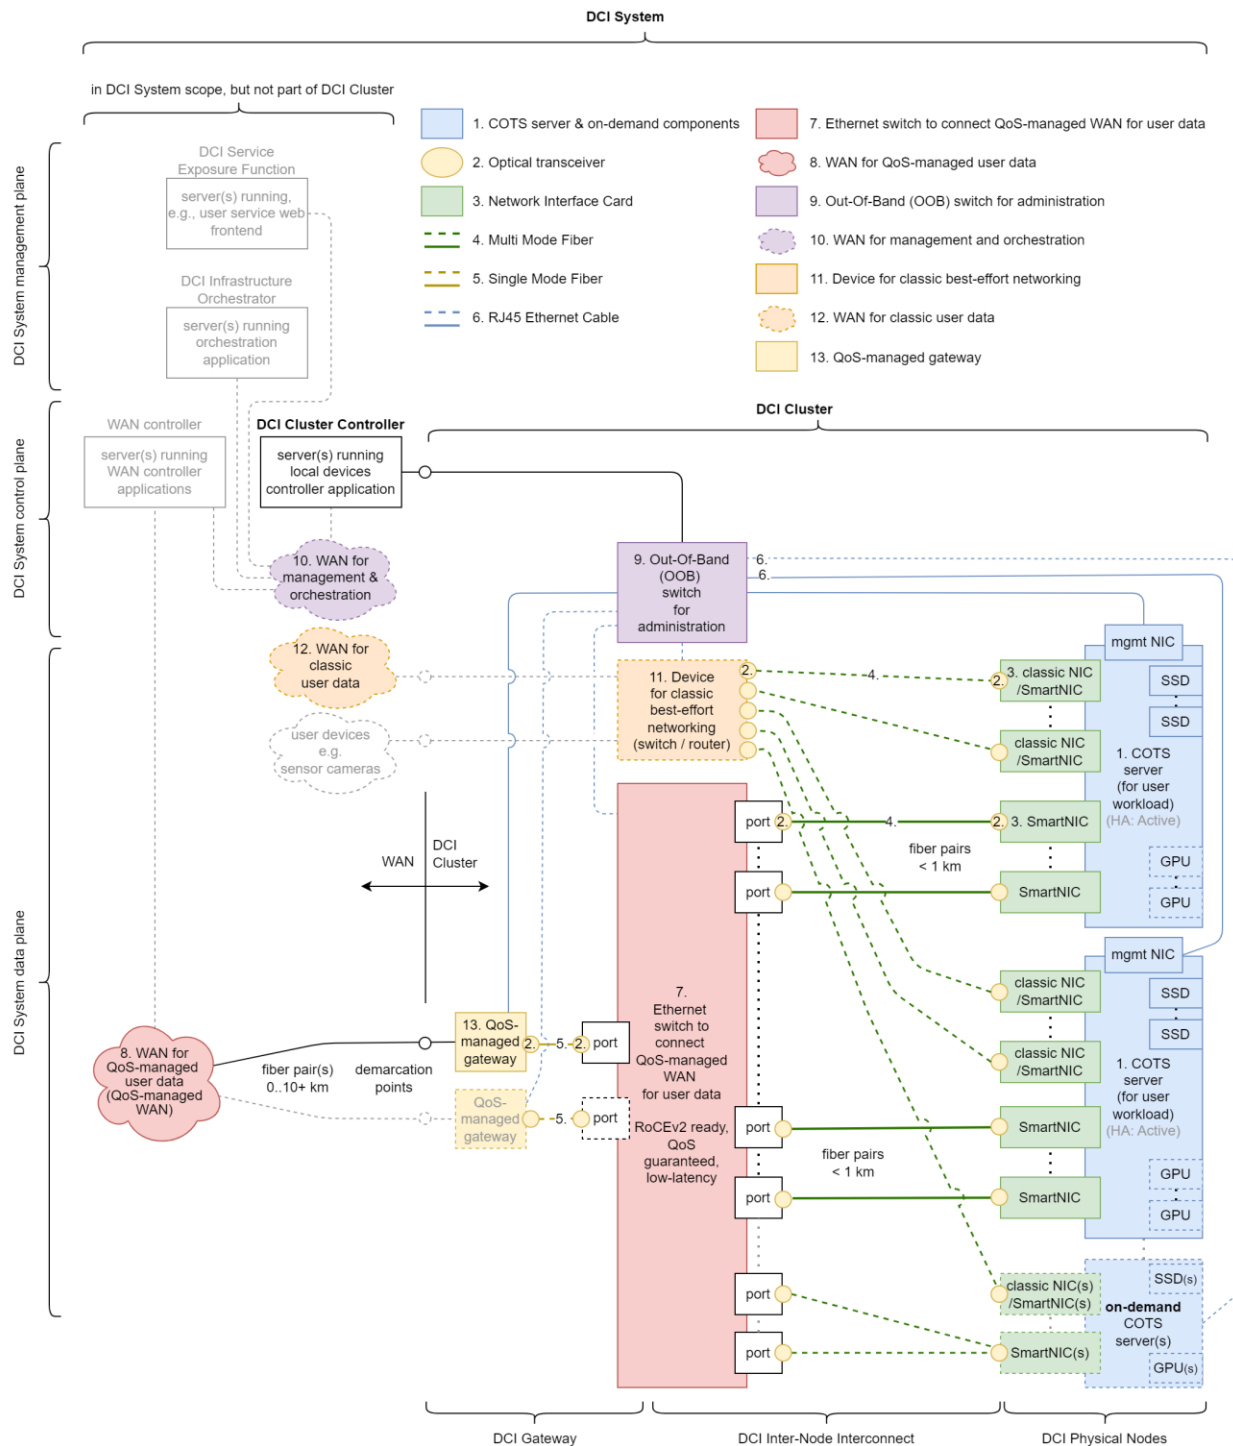 DCI System
in DCI System scope, but not part of DCI Cluster
1. COTS server & on-demand components
2. Optical transceiver
3. Network Interface Card
4. Multi Mode Fiber
5. Single Mode Fiber
6. RJ45 Ethernet Cable
7. Ethernet switch to connect QoS-managed WAN for user data
8. WAN for QoS-managed user data
9. Out-Of-Band (OOB) switch for administration
10. WAN for management and orchestration
11. Device for classic best-effort networking
12. WAN for classic user data
13. QoS-managed gateway
DCI System management plane
DCI Service
Exposure Function
server(s) running,
e.g., user service web
frontend
DCI Infrastructure
Orchestrator
server(s) running
orchestration
application
DCI System control plane
WAN controller
server(s) running
WAN controller
applications
DCI Cluster Controller
server(s) running
local devices
controller application
DCI Cluster
10. WAN for
management &
orchestration
9. Out-Of-Band
(OOB)
switch
for
administration
6.
6.
DCI System data plane
12. WAN for
classic
user data
user devices
e.g.
sensor cameras
11. Device
for classic
best-effort
networking
(switch / router)
2.
4.
2.
mgmt NIC
3. classic NIC
/SmartNIC
classic NIC
/SmartNIC
SSD
SSD
1. COTS
server
(for user
workload)
(HA: Active)
GPU
GPU
port
2.
4.
2.
3. SmartNIC
fiber pairs
< 1 km
port
SmartNIC
WAN
DCI
Cluster
mgmt NIC
classic NIC
/SmartNIC
SSD
SSD
classic NIC
/SmartNIC
1. COTS
server
(for user
workload)
(HA: Active)
GPU
GPU
7.
Ethernet
switch to
connect
QoS-managed
WAN
for user data
RoCEv2 ready,
QoS
guaranteed,
low-latency
8. WAN for
QoS-managed
user data
(QoS-managed
WAN)
fiber pair(s)
0..10+ km
demarcation
points
13. QoS-
managed
gateway
2.
5.
2.
port
QoS-
managed
gateway
5.
port
port
SmartNIC
fiber pairs
< 1 km
port
SmartNIC
port
classic NIC(s)
/SmartNIC(s)
SSD(s)
on-demand
COTS
server(s)
port
SmartNIC(s)
GPU(s)
DCI Gateway
DCI Inter-Node Interconnect
DCI Physical Nodes